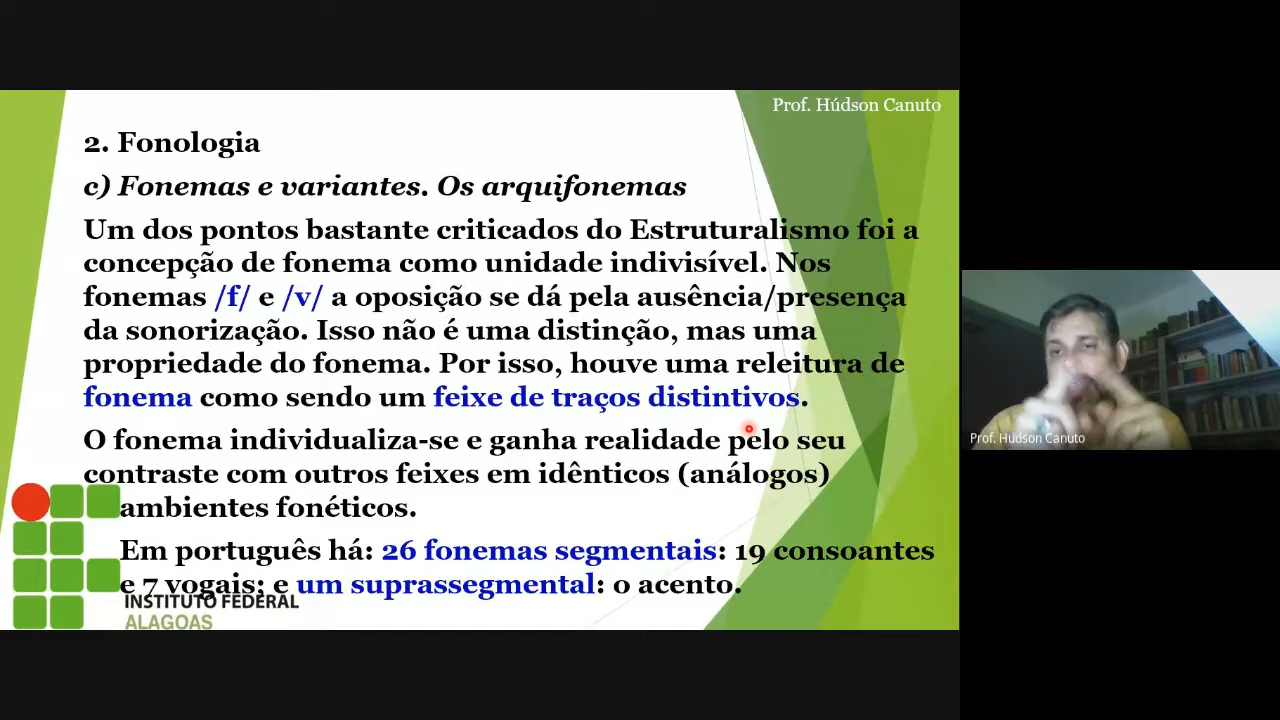 Prof. Húdson Canuto
2. Fonologia
c) Fonemas e variantes. Os arquifonemas
Um dos pontos bastante criticados do Estruturalismo foi a
concepção de fonema como unidade indivisível. Nos
fonemas /f/ e /v/ a oposição se dá pela ausência/presença
da sonorização. Isso não é uma distinção, mas uma
propriedade do fonema. Por isso, houve uma releitura de
fonema como sendo um feixe de traços distintivos.
O fonema individualiza-se e ganha realidade pelo seu
contraste com outros feixes em idênticos (análogos)
ambientes fonéticos.
Em português há: 26 fonemas segmentais: 19 consoantes
e 7 vogais; e um suprassegmental: o acento.
INSTITUTO FEDERAL
ALAGOAS
Prof. Húdson Canuto